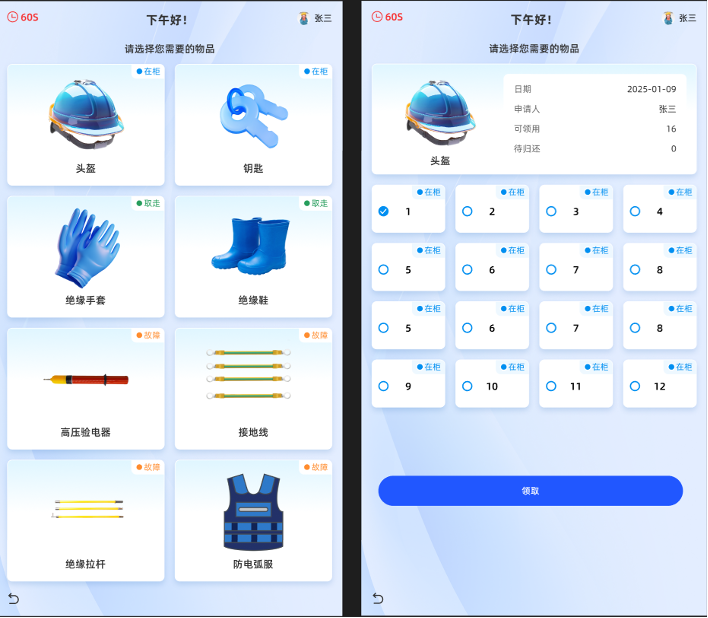 60S
下午好！
张三
请选择您需要的物品
在柜
在柜
头盔
钥匙
取走
取走
绝缘手套
绝缘鞋
故障
故障
高压验电器
接地线
故障
故障
绝缘拉杆
防电弧服
60S
下午好！
张三
请选择您需要的物品
日期 2025-01-09
申请人 张三
可领用 16
待归还 0
头盔
在柜 在柜 在柜 在柜
1 2 3 4
在柜 在柜 在柜 在柜
5 6 7 8
在柜 在柜 在柜 在柜
5 6 7 8
在柜 在柜 在柜 在柜
9 10 11 12
领取